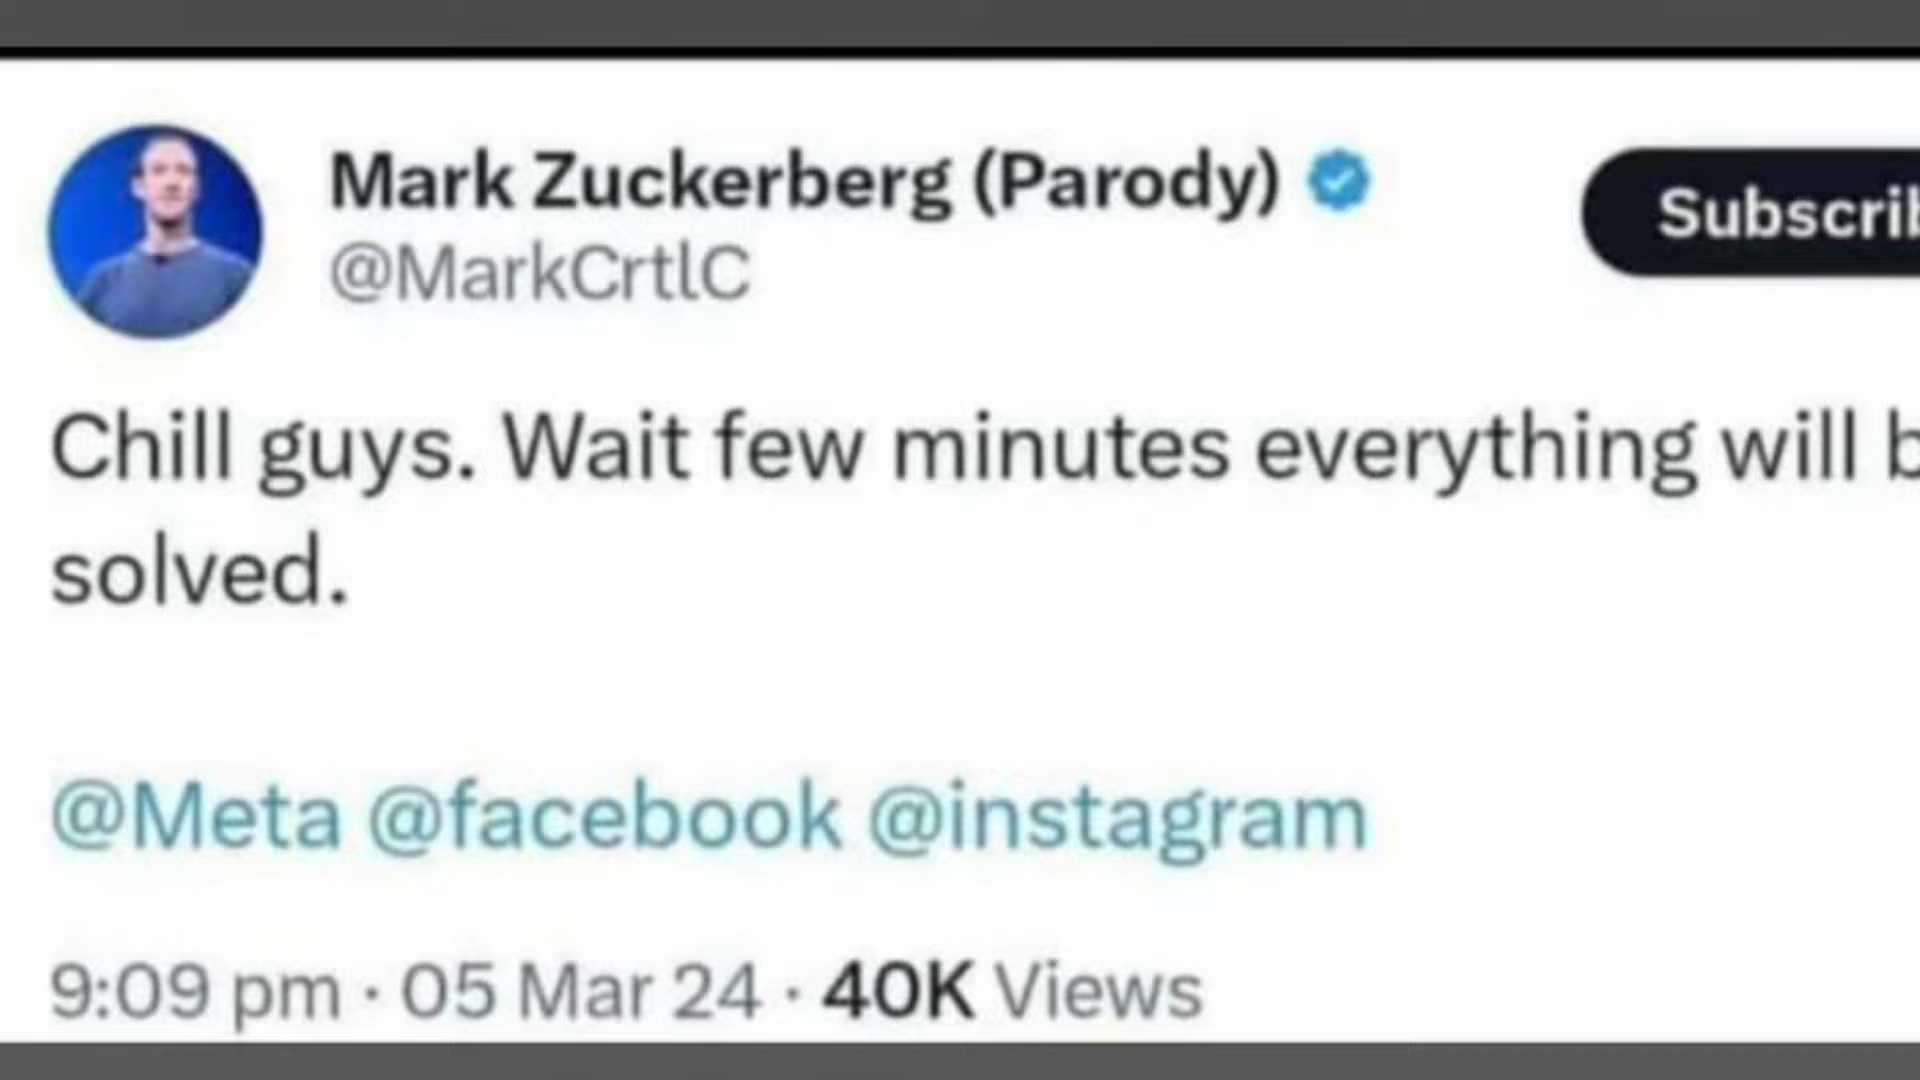 Mark Zuckerberg (Parody)
Subscrib
@MarkCrtlC
Chill guys. Wait few minutes everything will b
solved.
@Meta @facebook @instagram
9:09 pm · 05 Mar 24 · 40K Views